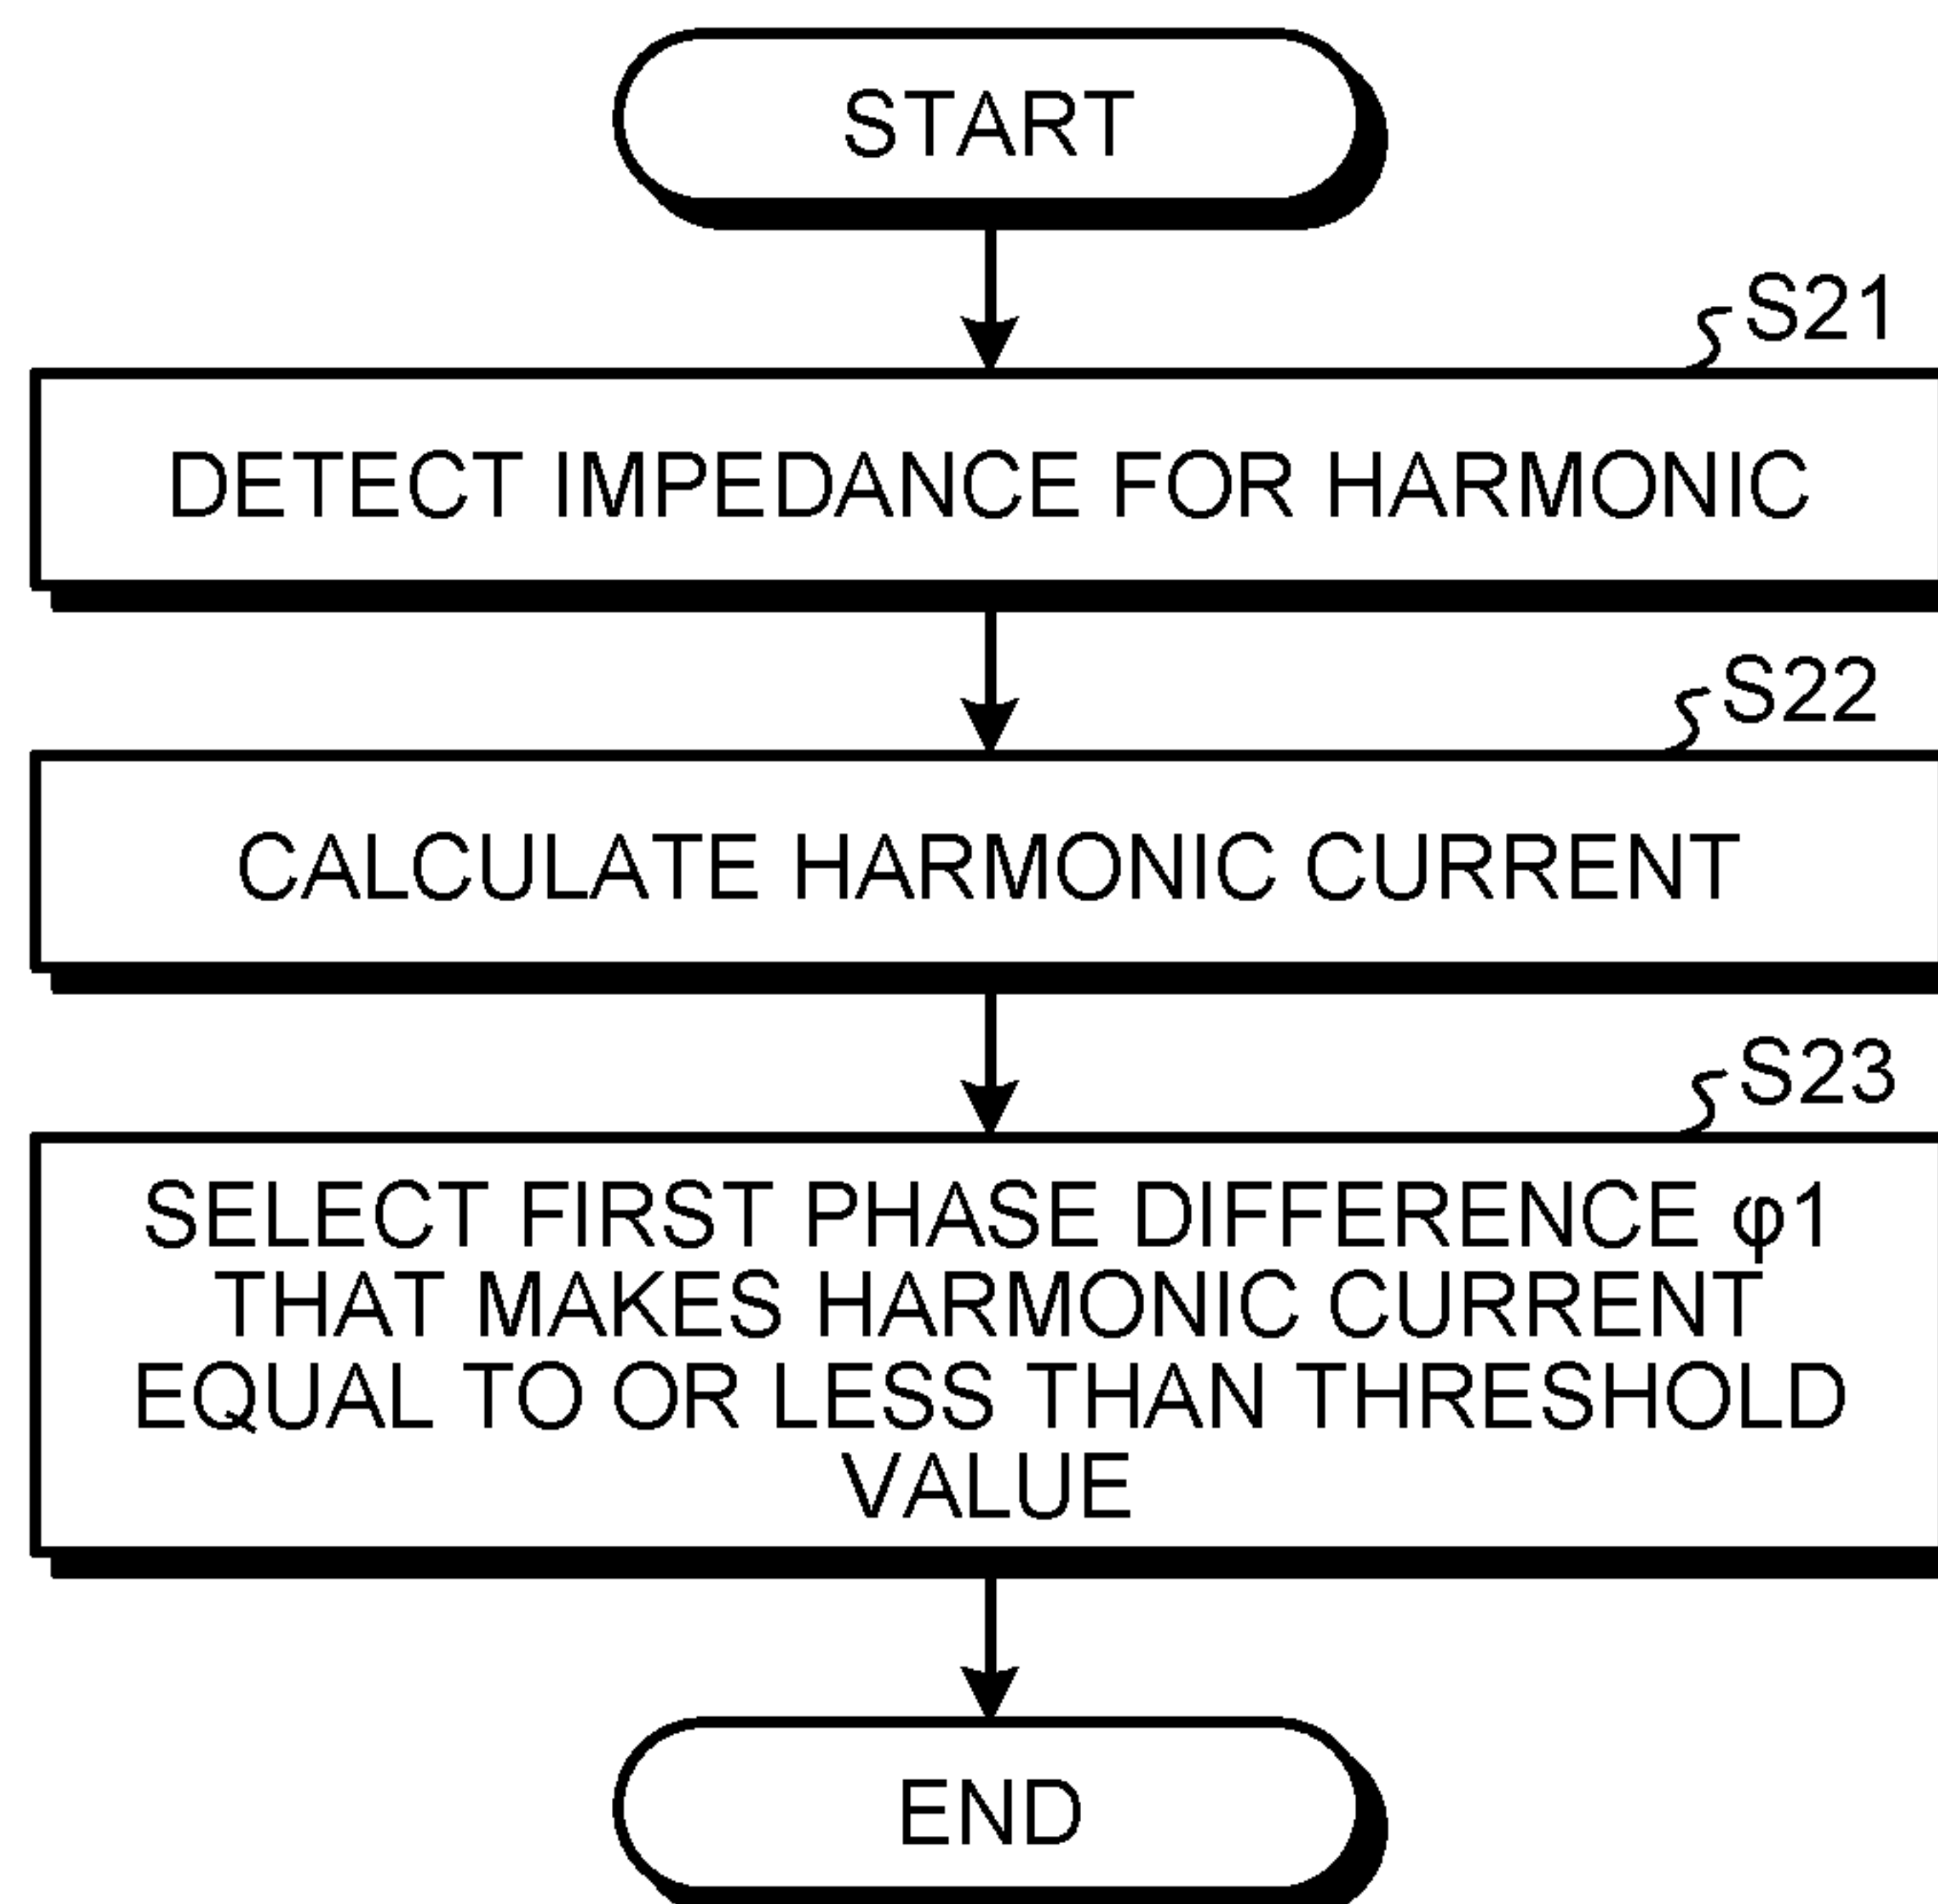 START
S21
DETECT IMPEDANCE FOR HARMONIC
S22
CALCULATE HARMONIC CURRENT
S23
SELECT FIRST PHASE DIFFERENCE φ1
THAT MAKES HARMONIC CURRENT
EQUAL TO OR LESS THAN THRESHOLD
VALUE
END